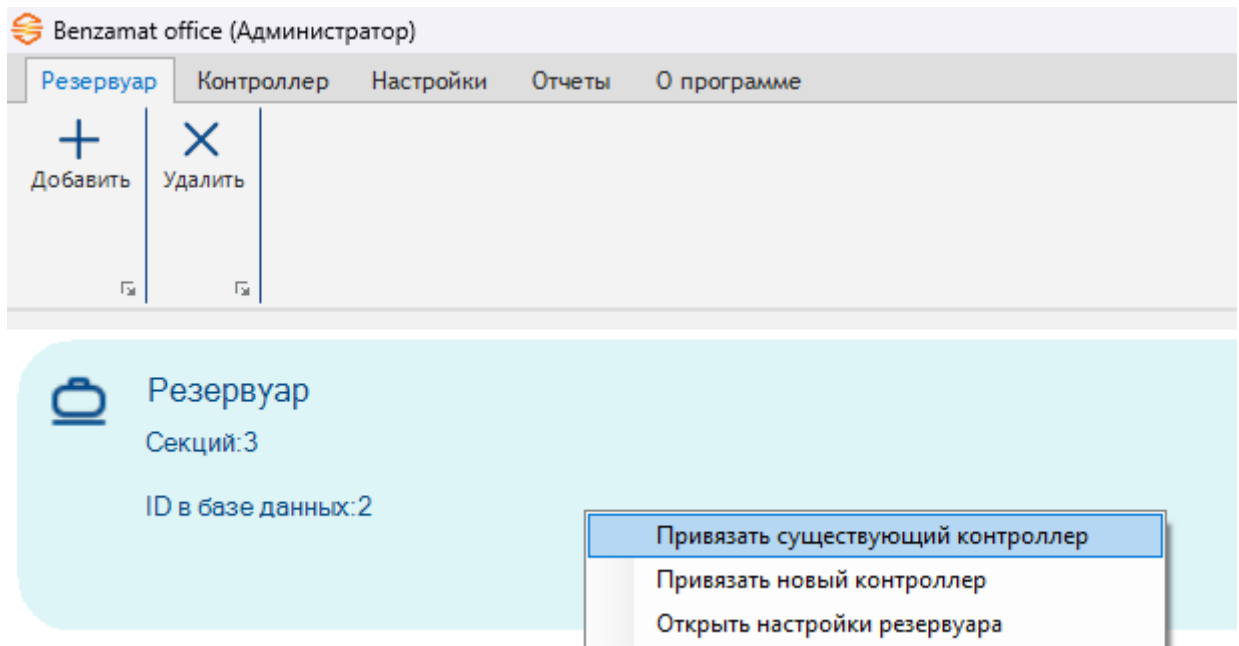 Benzamat office (Администратор)
Резервуар Контроллер Настройки Отчеты О программе
Добавить Удалить
Резервуар
Секций:3
ID в базе данных:2
Привязать существующий контроллер
Привязать новый контроллер
Открыть настройки резервуара